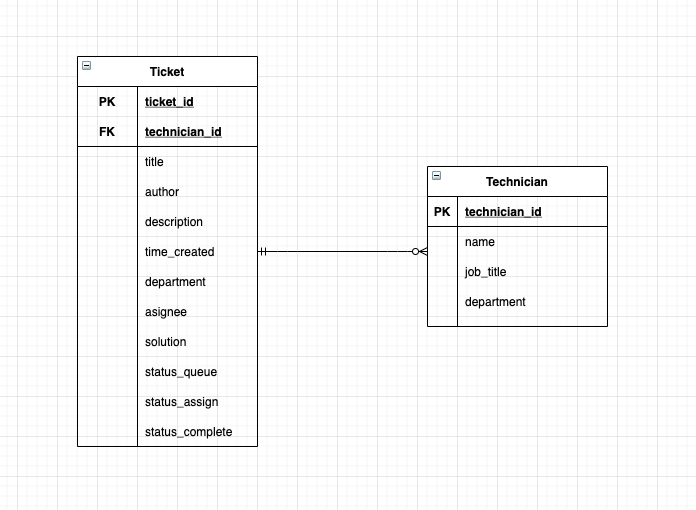 Ticket
PK ticket_id
FK technician_id
title
author
description
time_created
department
asignee
solution
status_queue
status_assign
status_complete
Technician
PK technician_id
name
job_title
department